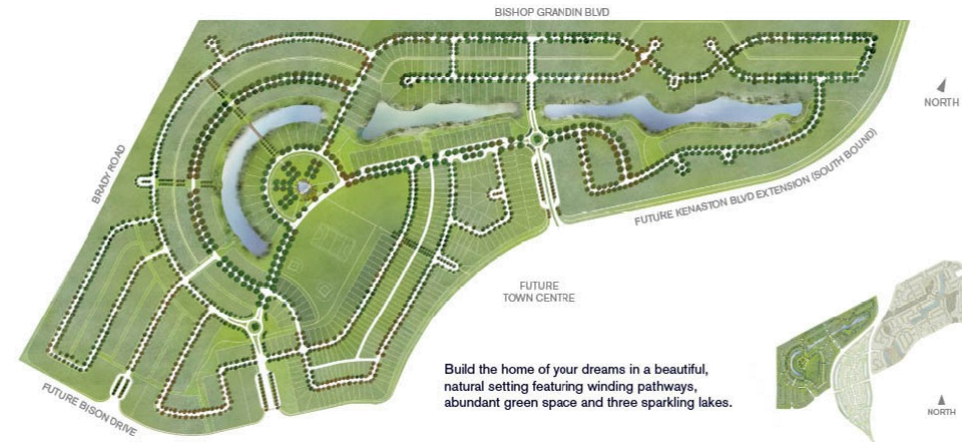 BISHOP GRANDIN BLVD
NORTH
BRADY ROAD
FUTURE KENASTON BLVD EXTENSION (SOUTH BOUND)
FUTURE
TOWN CENTRE
FUTURE BISON DRIVE
Build the home of your dreams in a beautiful,
natural setting featuring winding pathways,
abundant green space and three sparkling lakes.
NORTH